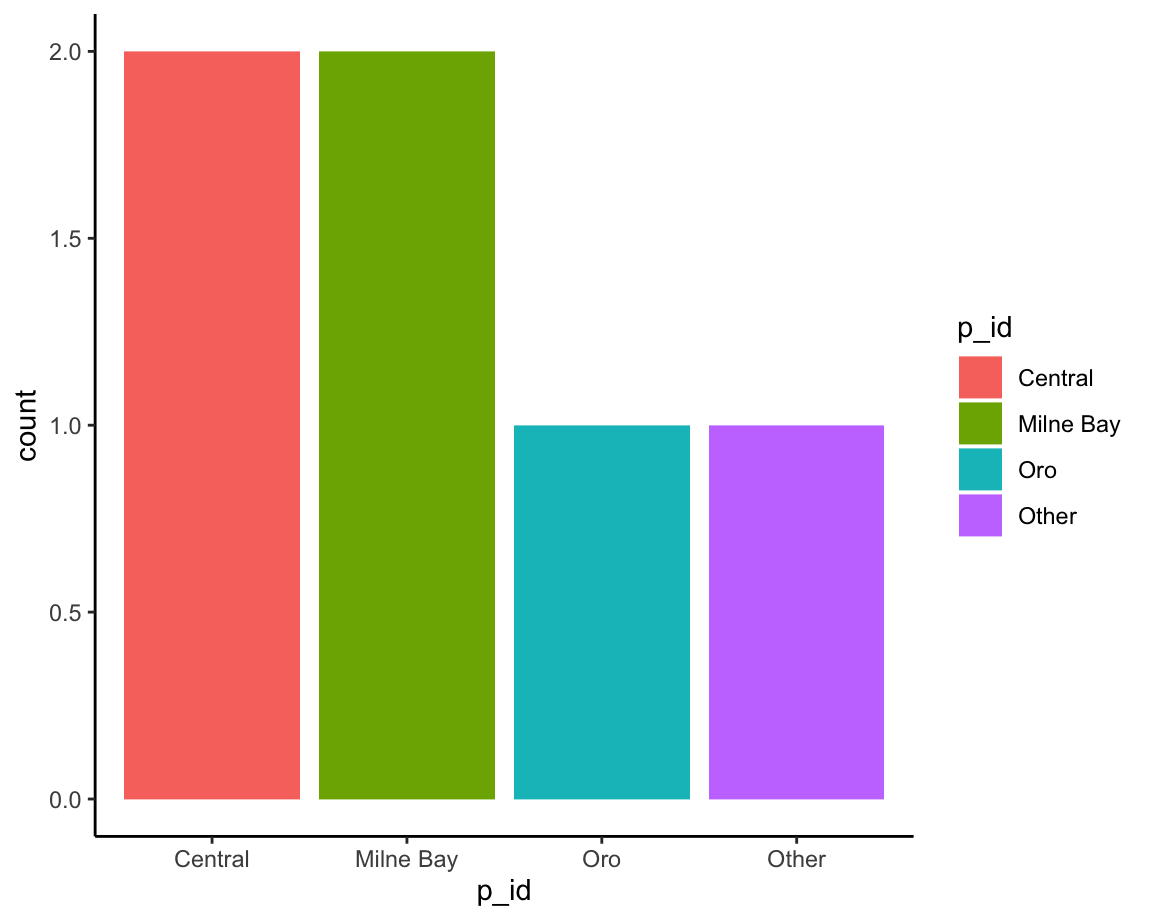 2.0
1.5
1.0
0.5
0.0
count
Central
Milne Bay
Oro
Other
p_id
p_id
Central
Milne Bay
Oro
Other